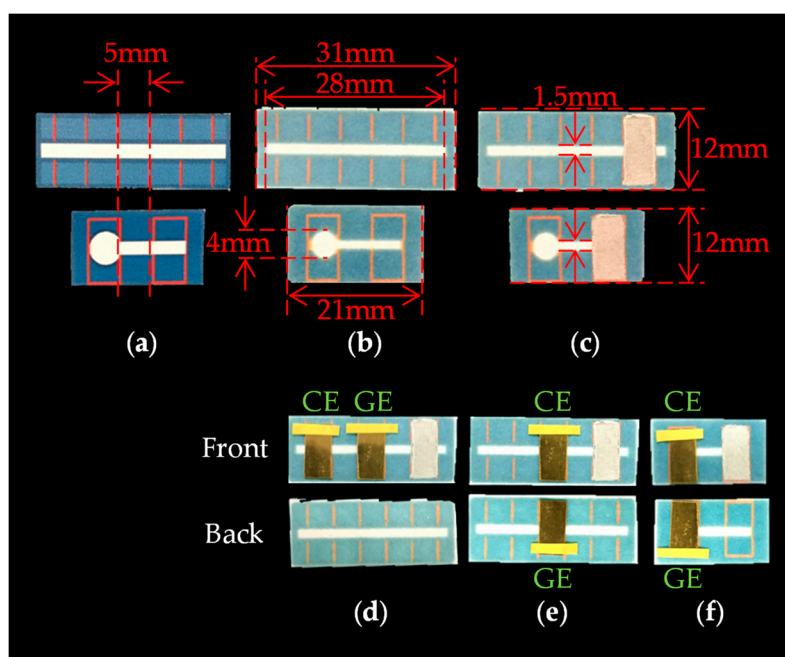 5mm
31mm
28mm
1.5mm
12mm
4mm
12mm
21mm
(a)
(b)
(c)
CE
GE
CE
CE
Front
Back
GE
GE
(d)
(e)
(f)